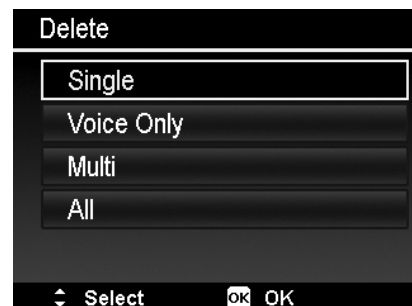 Delete
Single
Voice Only
Multi
All
Select OK OK